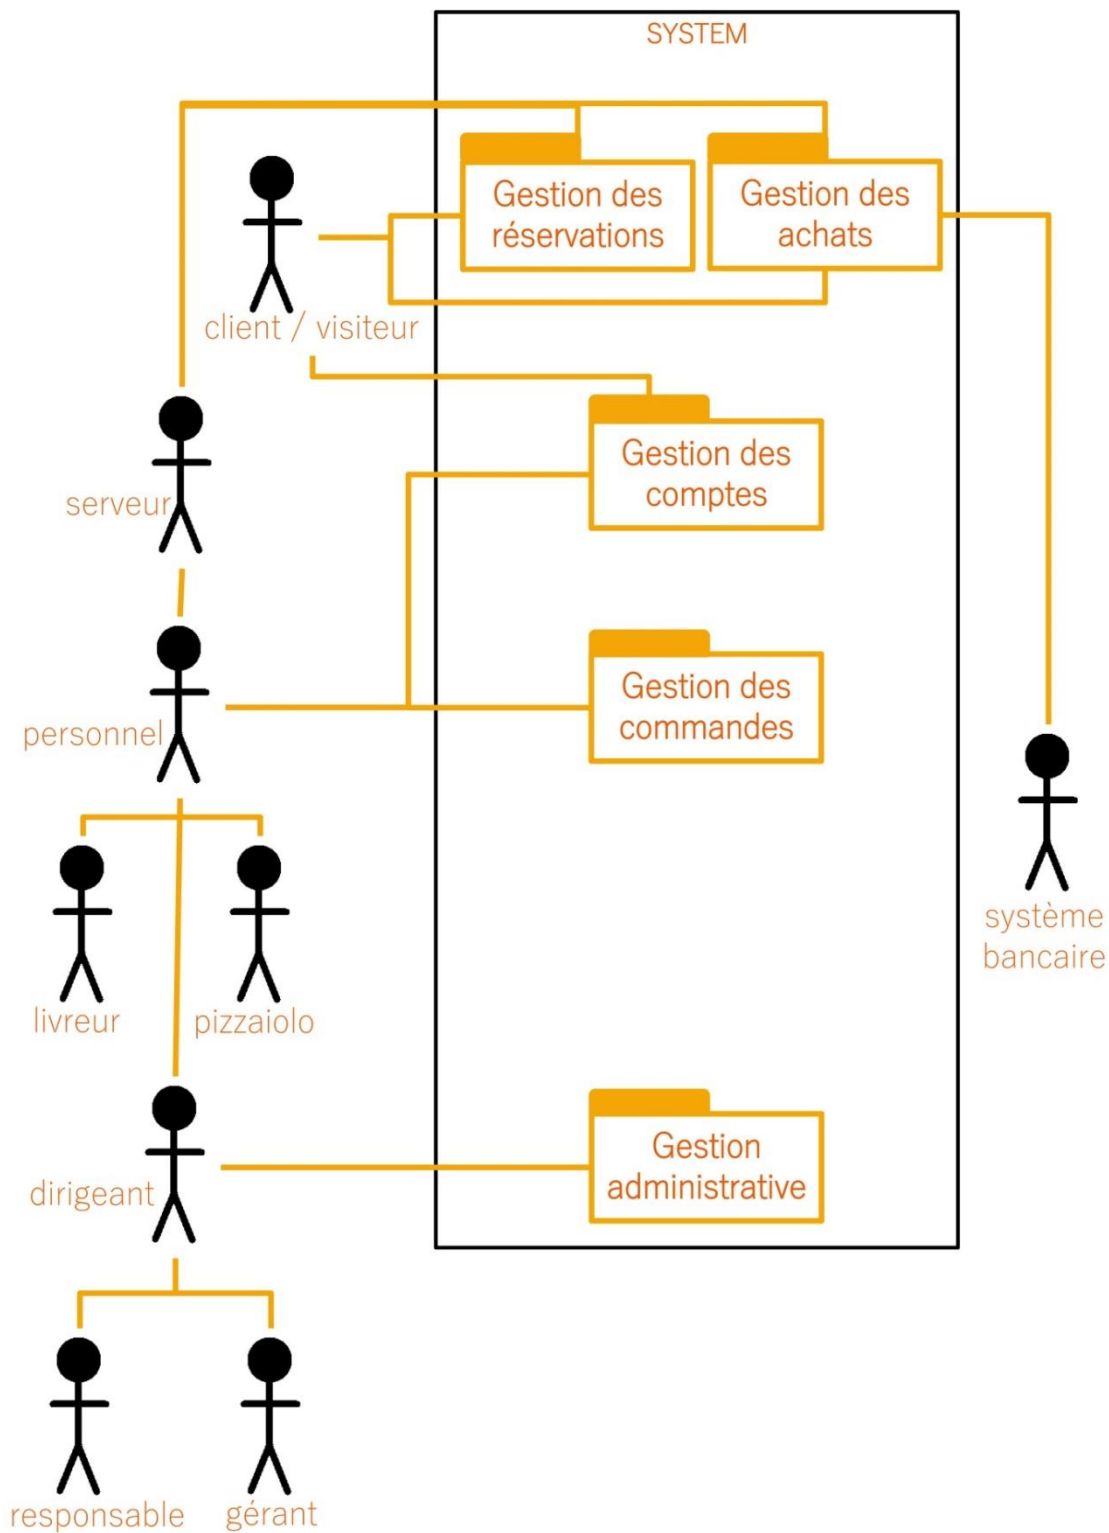 SYSTEM
Gestion des
réservations
Gestion des
achats
client / visiteur
Gestion des
comptes
serveur
Gestion des
commandes
personnel
système
bancaire
livreur
pizzaiolo
Gestion
administrative
dirigeant
responsable
gérant